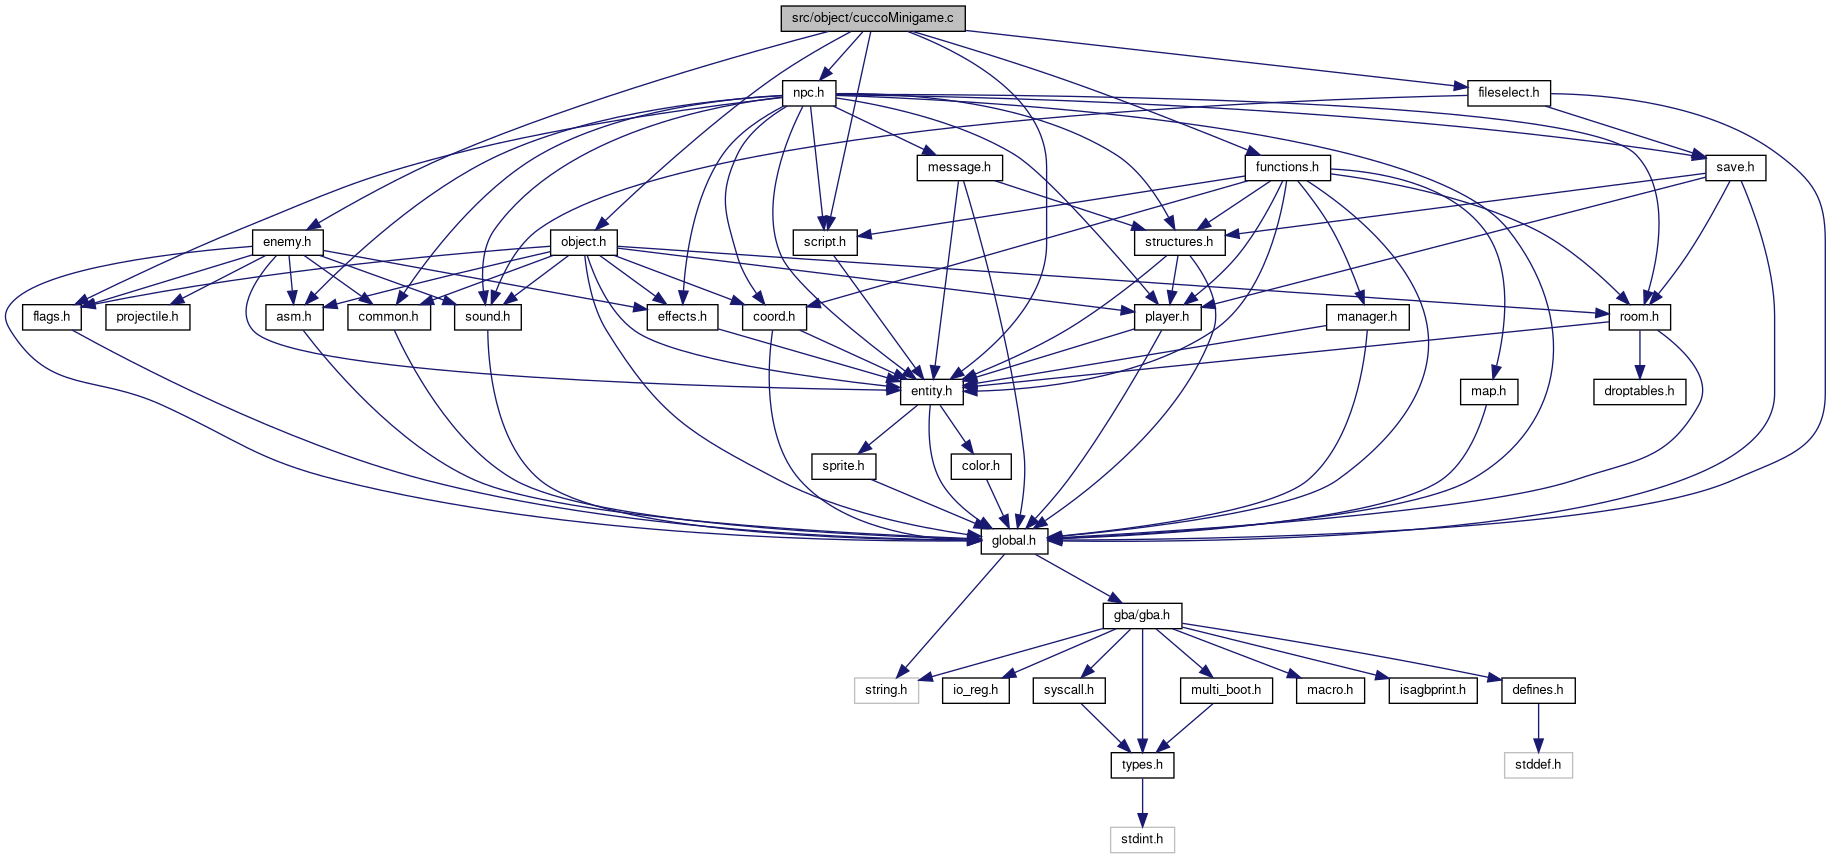 src/object/cuccoMinigame.c
npc.h
fileselect.h
message.h
functions.h
save.h
enemy.h
object.h
script.h
structures.h
flags.h
projectile.h
asm.h
common.h
sound.h
effects.h
coord.h
player.h
manager.h
room.h
entity.h
map.h
droptables.h
sprite.h
color.h
global.h
gba/gba.h
string.h
io_reg.h
syscall.h
multi_boot.h
macro.h
isagbprint.h
defines.h
types.h
stddef.h
stdint.h